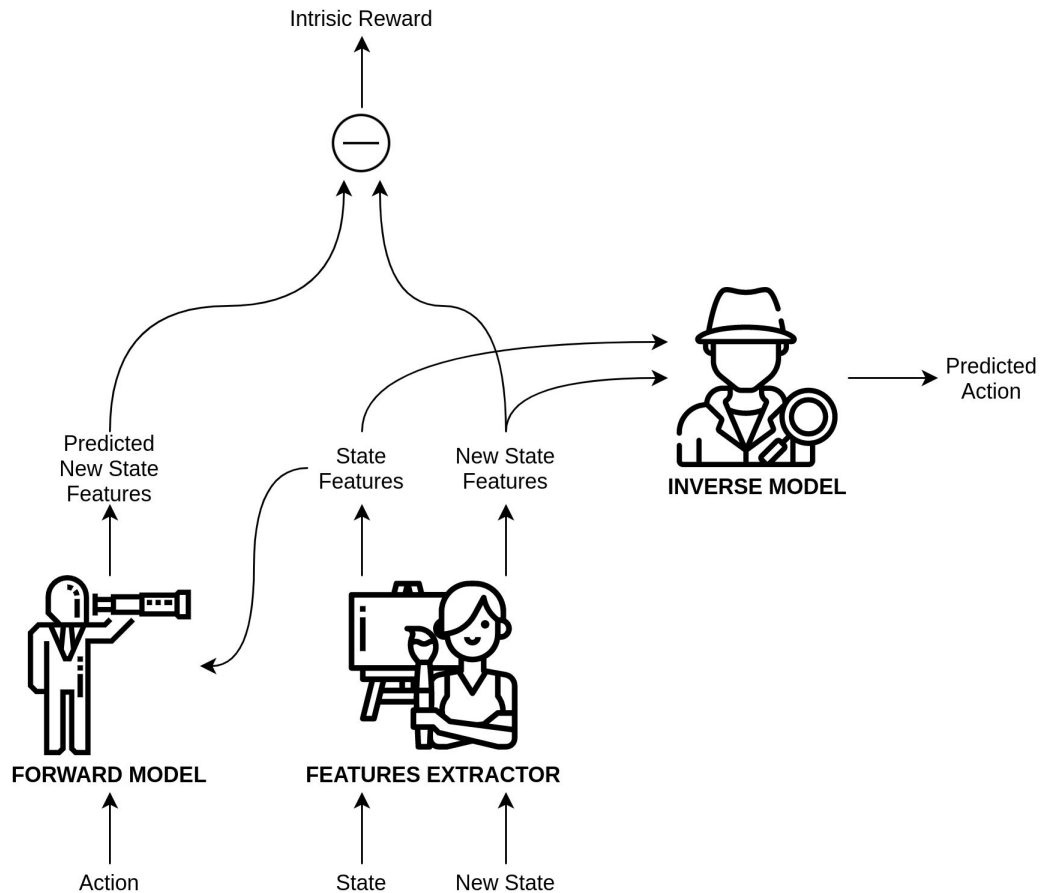 Intrisic Reward
Predicted
Action
Predicted
New State
Features
State
Features
New State
Features
INVERSE MODEL
FORWARD MODEL
FEATURES EXTRACTOR
Action
State
New State